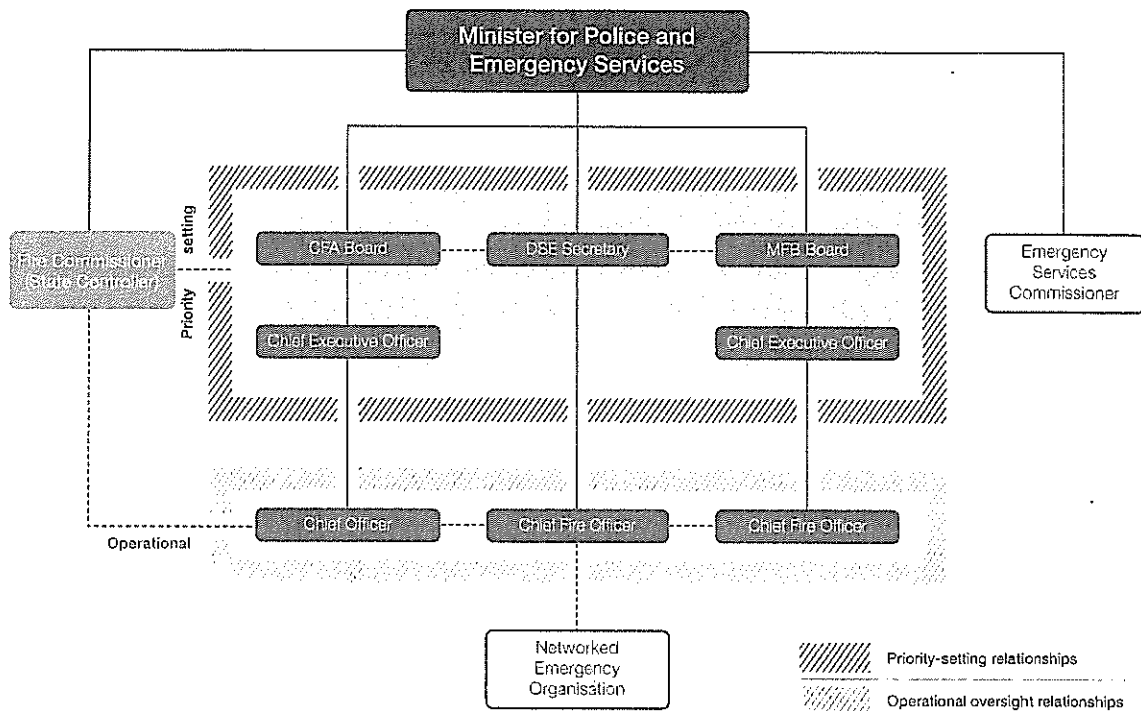 Minister for Police and
Emergency Services
setting
Priority
CFA Board
DSE Secretary
MFB Board
Fire Commissioner
(State Controller)
Emergency
Services
Commissioner
Chief Executive Officer
Chief Executive Officer
Chief Officer
Chief Fire Officer
Chief Fire Officer
Operational
Networked
Emergency
Organisation
Priority-setting relationships
Operational oversight relationships